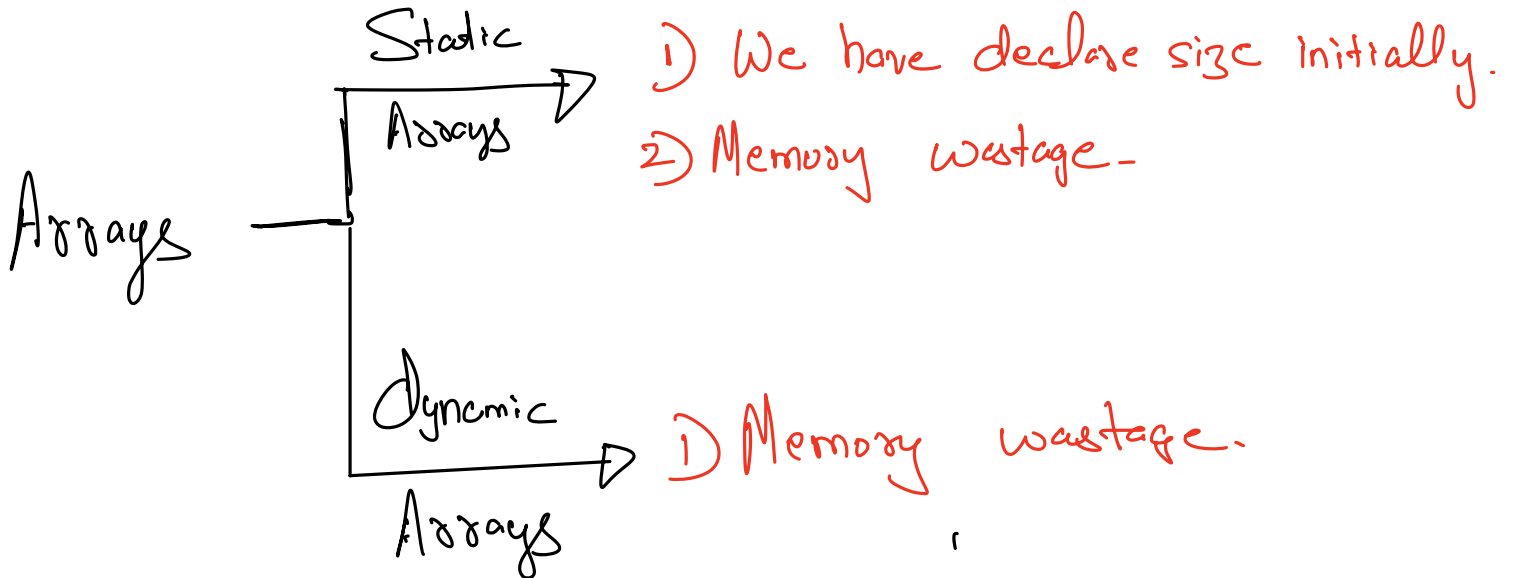 Static
Arrays
1) We have declare size initially.
2) Memory wastage-
Arrays
Dynamic
Arrays
1) Memory wastage.